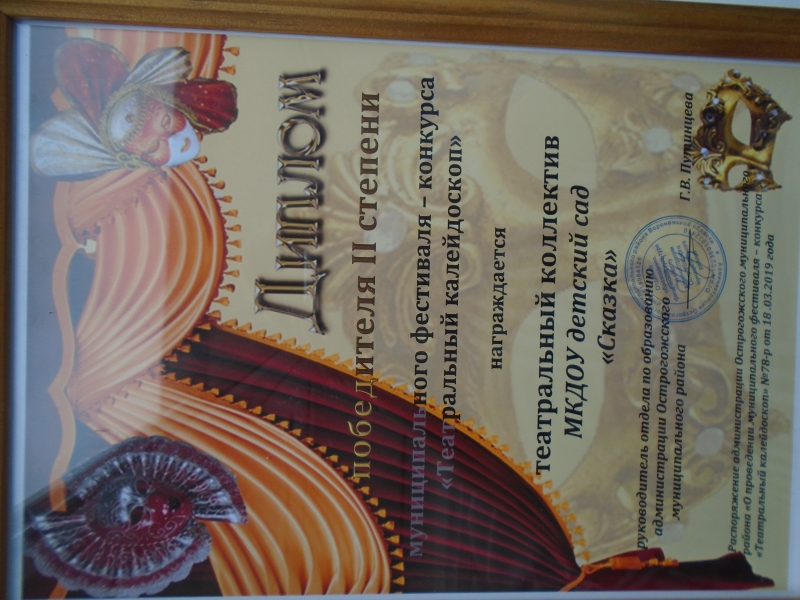 ДИПЛОМ
победителя II степени
муниципального фестиваля – конкурса
«Театральный калейдоскоп»
награждается
театральный коллектив
МКДОУ детский сад
«Сказка»
руководитель отдела по образованию
администрации Острогожского
муниципального района
Г.В. Путинцева
Распоряжение администрации Острогожского муниципального
района «О проведении муниципального фестиваля – конкурса
«Театральный калейдоскоп» №78-р от 18 .03.2019 года